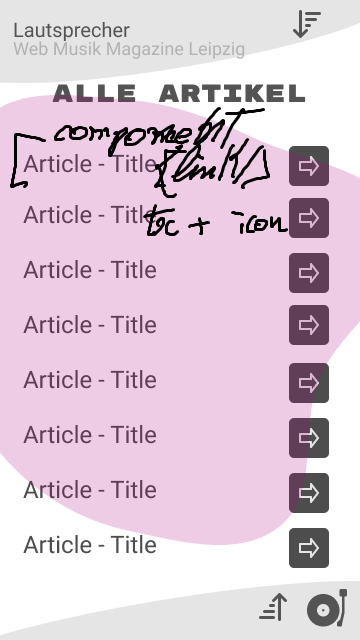 Lautsprecher
Web Musik Magazine Leipzig
ALLE ARTIKEL
component
Article - Title
[link]
Article - Title
+ icon
Article - Title
Article - Title
Article - Title
Article - Title
Article - Title
Article - Title